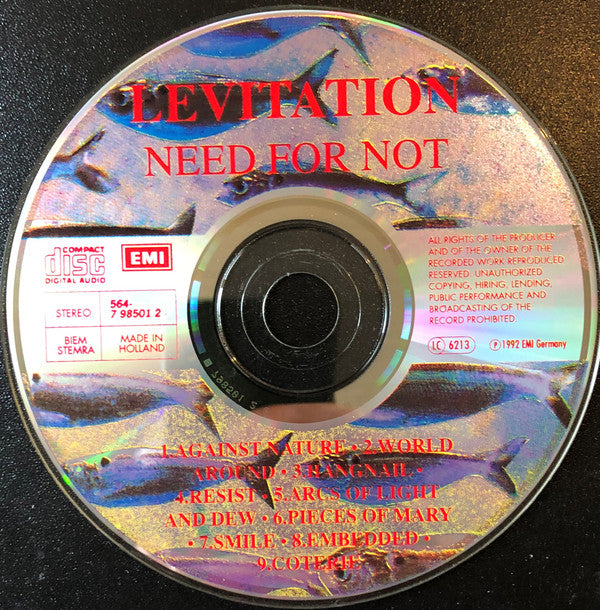 LEVITATION
NEED FOR NOT
COMPACT
disc
DIGITAL AUDIO
EMI
STEREO
564-
7 98501 2
BIEM
STEMRA
MADE IN
HOLLAND
ALL RIGHTS OF THE PRODUCER
AND OF THE OWNER OF THE
RECORDED WORK REPRODUCED
RESERVED. UNAUTHORIZED
COPYING, HIRING, LENDING,
PUBLIC PERFORMANCE AND
BROADCASTING OF THE
RECORD PROHIBITED.
LC 6213
℗ 1992 EMI Germany
1.AGAINST NATURE • 2.WORLD
AROUND • 3.HANGNAIL •
4.RESIST • 5.ARCS OF LIGHT
AND DEW • 6.PIECES OF MARY
• 7.SMILE • 8.EMBEDDED •
9.COTERIE